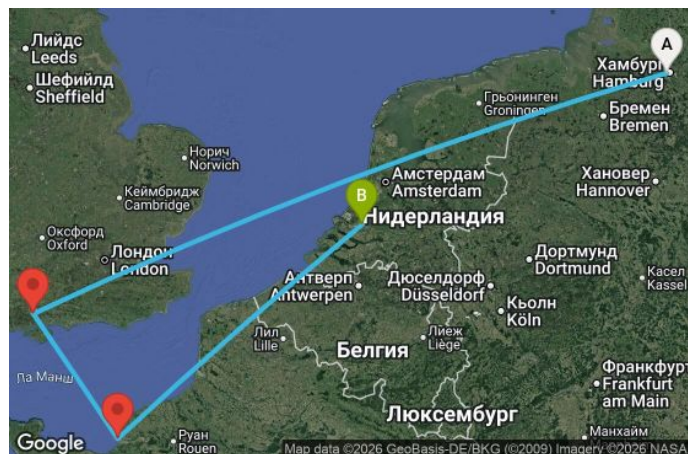 Лийдс
Leeds
Шефийлд
Sheffield
A
Хамбург
Hamburg
Грьонинген
Groningen
Бремен
Bremen
Норич
Norwich
Амстердам
Amsterdam
Хановер
Hannover
Кеймбридж
Cambridge
B
Нидерландия
Оксфорд
Oxford
Лондон
London
Дортмунд
Dortmund
Антверп
Antwerpen
Дюселдорф
Düsseldorf
Касел
Kassel
Кьолн
Köln
Лил
Lille
Лиеж
Liège
Белгия
Ла Манш
Франкфурт
Frankfurt
am Main
Люксембург
Руан
Rouen
Манхайм
Google
Map data ©2026 GeoBasis-DE/BKG (©2009) Imagery ©2026 NASA